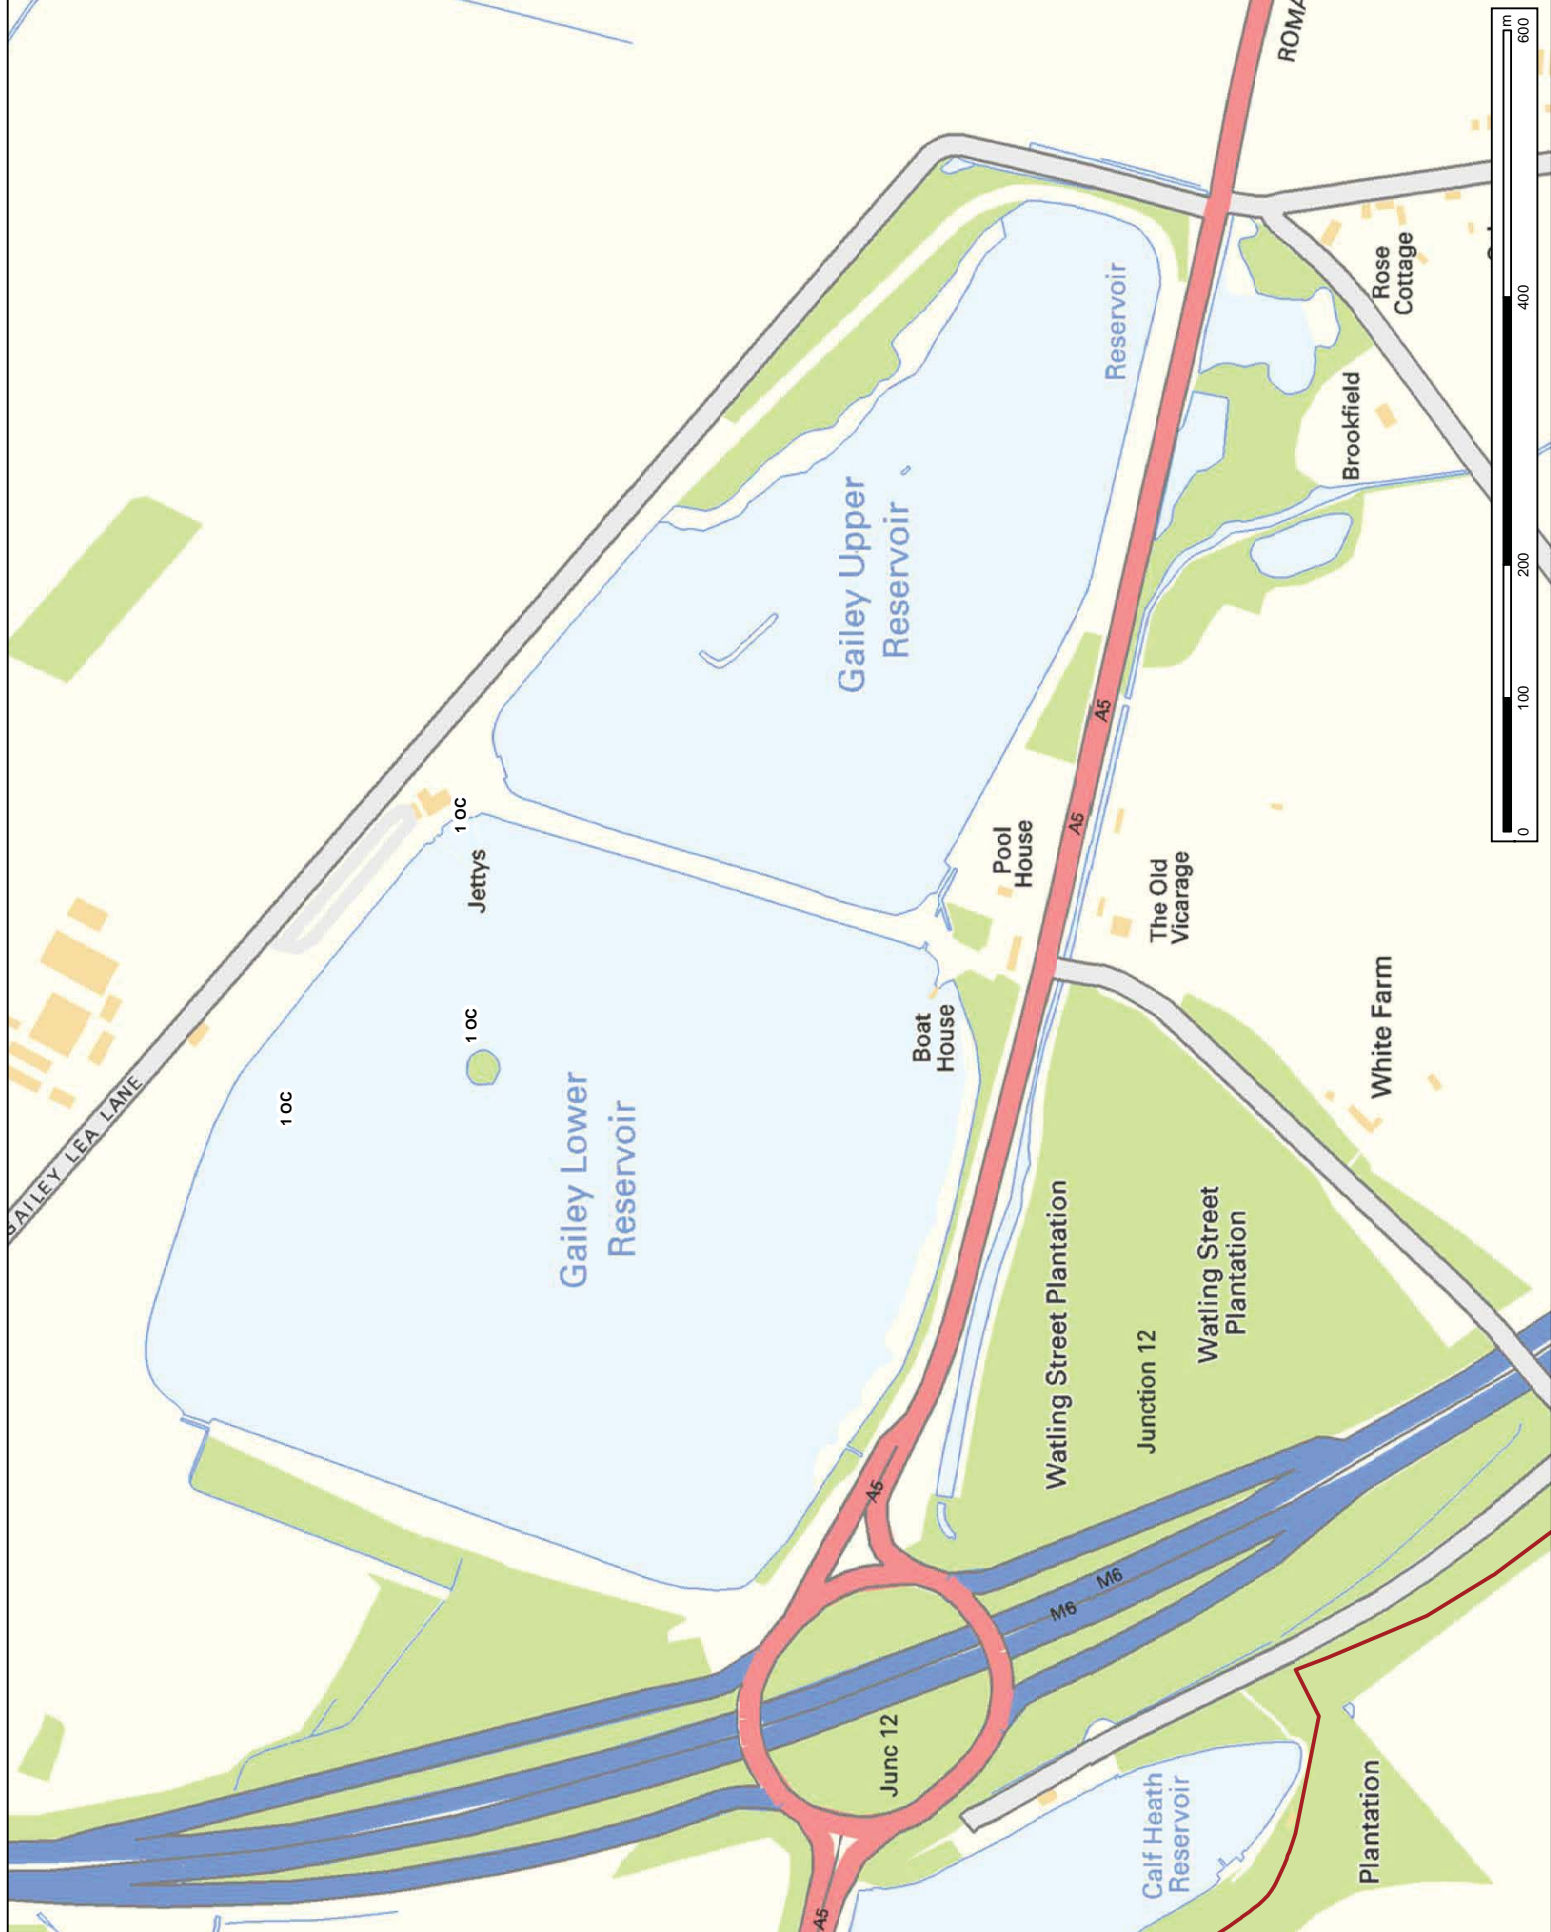 GAILEY LEA LANE
1 OC
1 OC
1 OC
Jettys
Gailey Lower
Reservoir
Gailey Upper
Reservoir
Reservoir
Boat
House
Pool
House
A5
A5
A5
A5
The Old
Vicarage
White Farm
Brookfield
Rose
Cottage
ROMA
Watling Street Plantation
Watling Street
Plantation
Junction 12
Junc 12
M6
M6
Calf Heath
Reservoir
Plantation
0
100
200
400
600
m